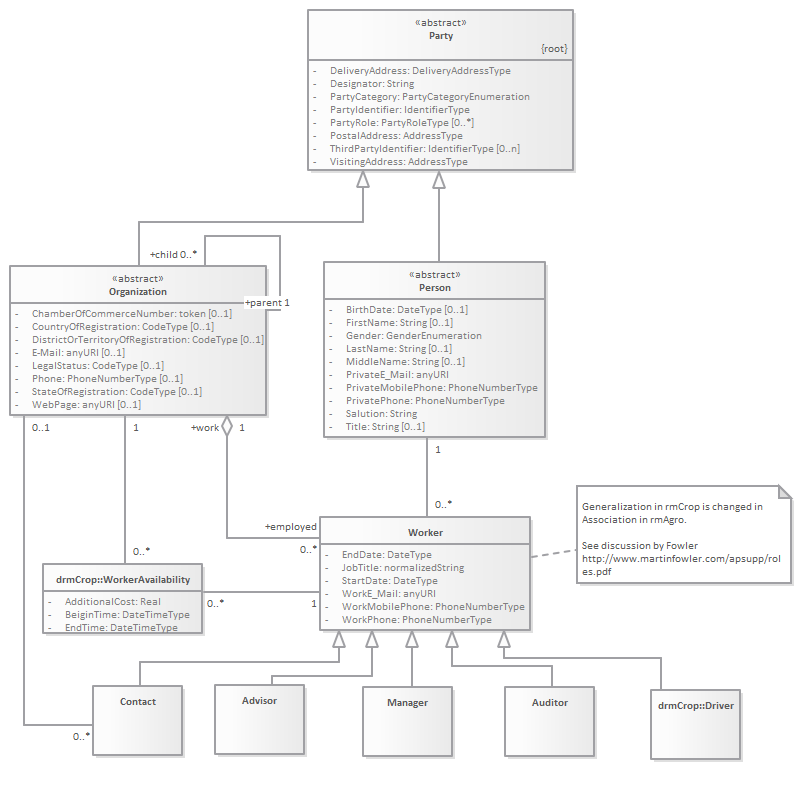 «abstract»
Party
{root}
- DeliveryAddress: DeliveryAddressType
- Designator: String
- PartyCategory: PartyCategoryEnumeration
- PartyIdentifier: IdentifierType
- PartyRole: PartyRoleType [0..*]
- PostalAddress: AddressType
- ThirdPartyIdentifier: IdentifierType [0..n]
- VisitingAddress: AddressType
+child 0..*
+parent 1
«abstract»
Organization
- ChamberOfCommerceNumber: token [0..1]
- CountryOfRegistration: CodeType [0..1]
- DistrictOrTerritoryOfRegistration: CodeType [0..1]
- E-Mail: anyURI [0..1]
- LegalStatus: CodeType [0..1]
- Phone: PhoneNumberType [0..1]
- StateOfRegistration: CodeType [0..1]
- WebPage: anyURI [0..1]
«abstract»
Person
- BirthDate: DateType [0..1]
- FirstName: String [0..1]
- Gender: GenderEnumeration
- LastName: String [0..1]
- MiddleName: String [0..1]
- PrivateE_Mail: anyURI
- PrivateMobilePhone: PhoneNumberType
- PrivatePhone: PhoneNumberType
- Salution: String
- Title: String [0..1]
0..1
1
+work 1
1
0..*
+employed
0..*
0..*
Worker
- EndDate: DateType
- JobTitle: normalizedString
- StartDate: DateType
- WorkE_Mail: anyURI
- WorkMobilePhone: PhoneNumberType
- WorkPhone: PhoneNumberType
Generalization in rmCrop is changed in
Association in rmAgro.
See discussion by Fowler
http://www.martinfowler.com/apsupp/rol
es.pdf
drmCrop::WorkerAvailability
- AdditionalCost: Real
- BeiginTime: DateTimeType
- EndTime: DateTimeType
0..*
1
Contact
Advisor
Manager
Auditor
drmCrop::Driver
0..*